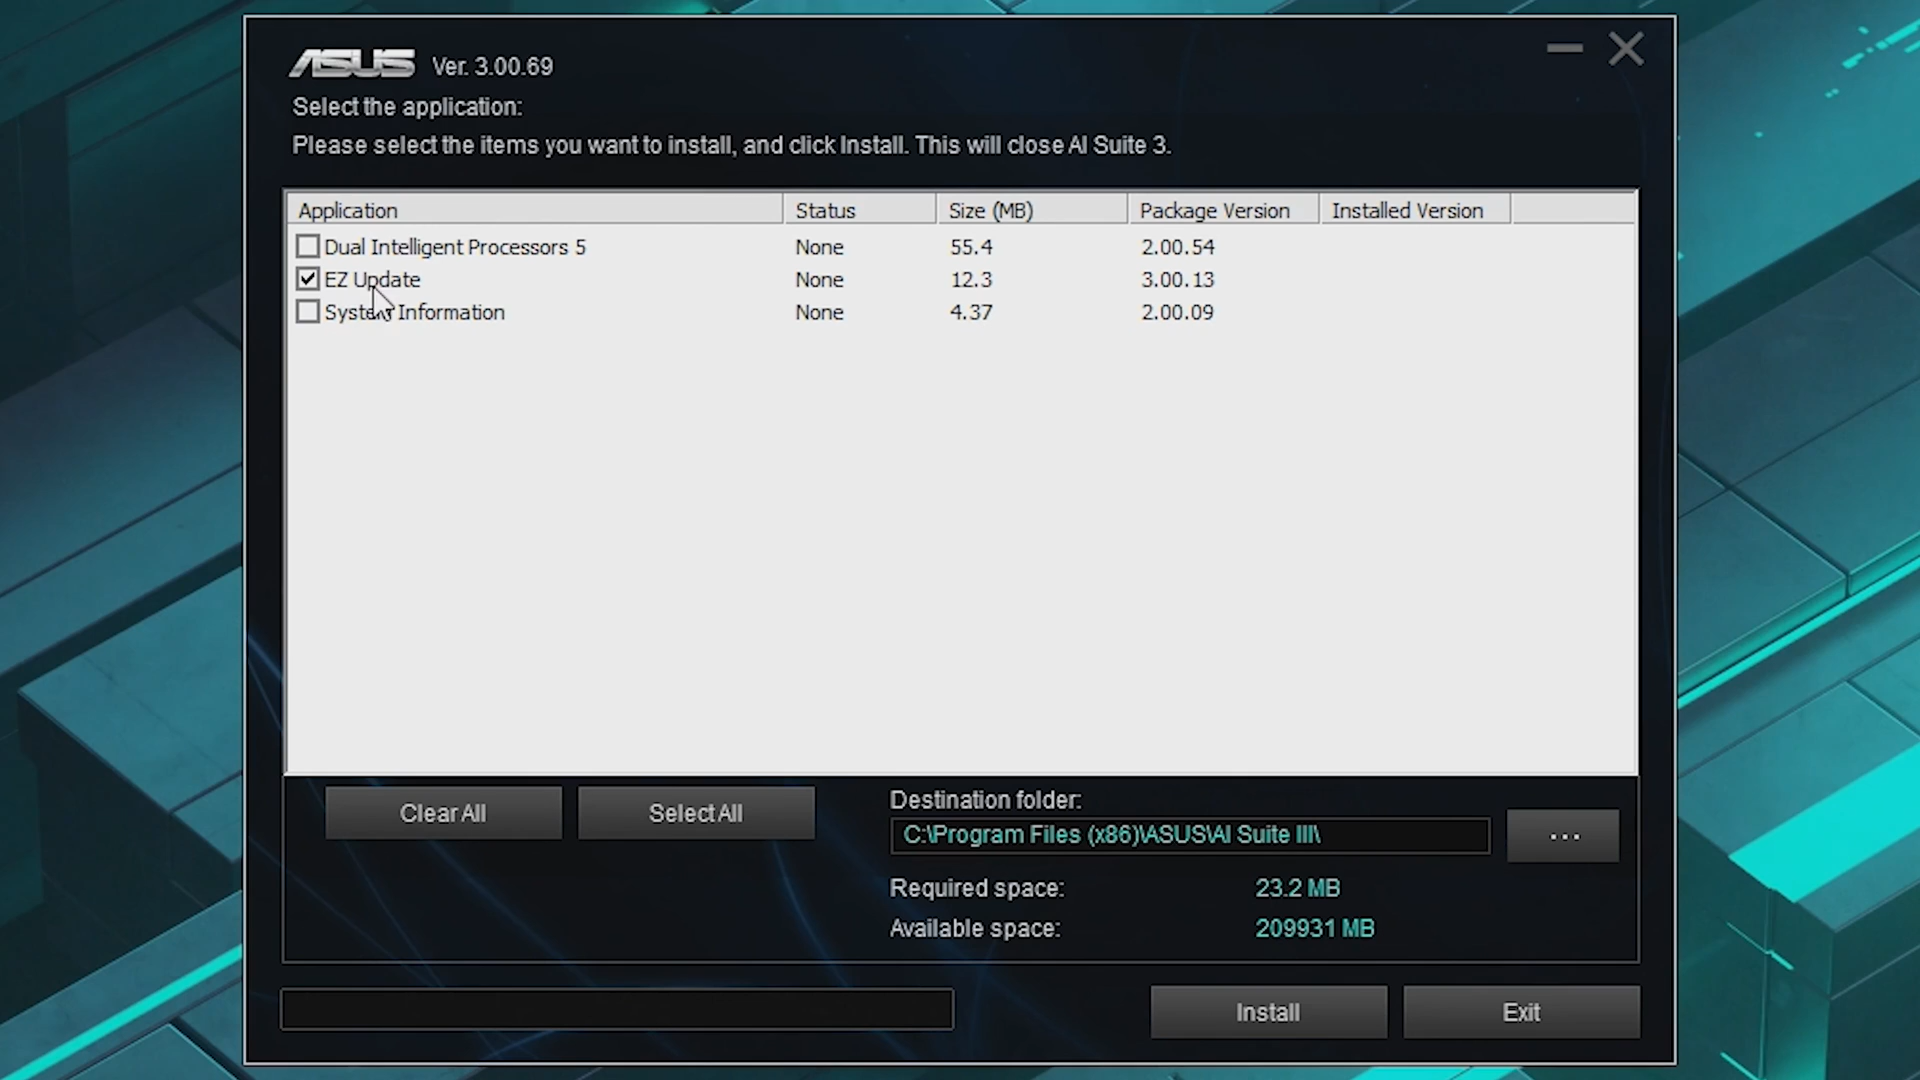 ASUS Ver. 3.00.69
Select the application:
Please select the items you want to install, and click Install. This will close AI Suite 3.
Application Status Size (MB) Package Version Installed Version
Dual Intelligent Processors 5 None 55.4 2.00.54
EZ Update None 12.3 3.00.13
System Information None 4.37 2.00.09
Clear All Select All
Destination folder:
C:\Program Files (x86)\ASUS\AI Suite III\
...
Required space: 23.2 MB
Available space: 209931 MB
Install Exit